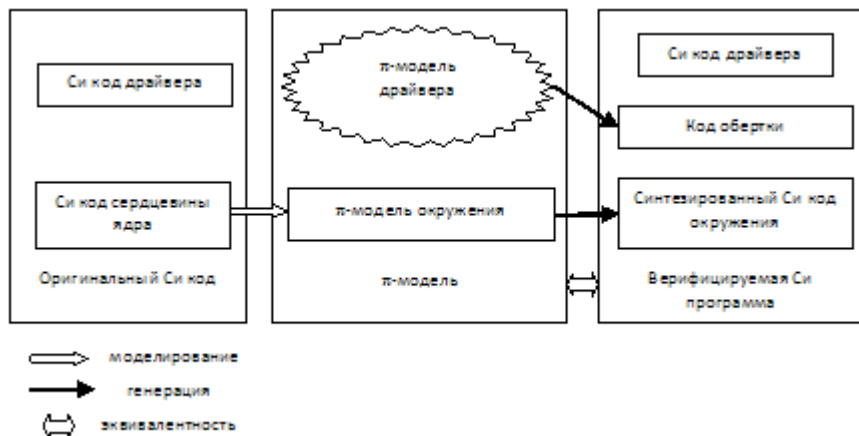 Си код драйвера
Си код сердцевины
ядра
Оригинальный Си код
π-модель
драйвера
π-модель окружения
π-модель
Си код драйвера
Код обертки
Синтезированный Си код
окружения
Верифицируемая Си
программа
моделирование
генерация
эквивалентность